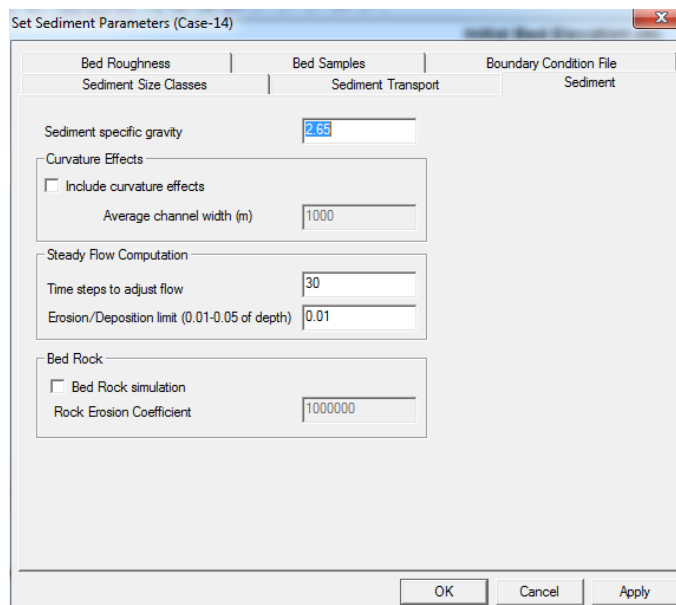 Set Sediment Parameters (Case-14)
Initial Bed Elevation
Bed Roughness Bed Samples Boundary Condition File
Sediment Size Classes Sediment Transport Sediment
Sediment specific gravity 2.65
Curvature Effects
Include curvature effects
Average channel width (m) 1000
Steady Flow Computation
Time steps to adjust flow 30
Erosion/Deposition limit (0.01-0.05 of depth) 0.01
Bed Rock
Bed Rock simulation
Rock Erosion Coefficient 1000000
OK Cancel Apply